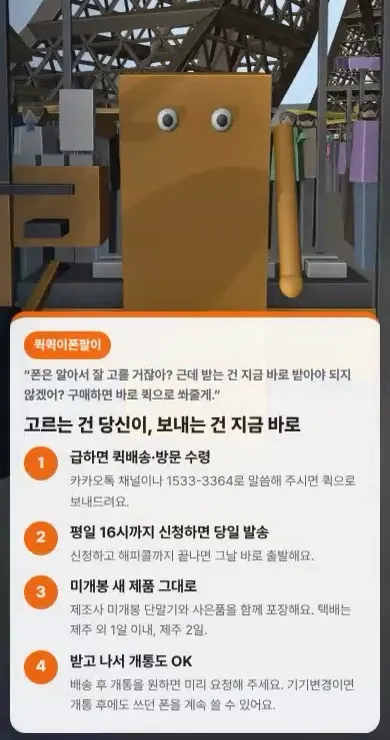 퀵퀵이폰팔이
“폰은 알아서 잘 고를 거잖아? 근데 받는 건 지금 바로 받아야 되지
않겠어? 구매하면 바로 퀵으로 쏴줄게.”
고르는 건 당신이, 보내는 건 지금 바로
1
급하면 퀵배송·방문 수령
카카오톡 채널이나 1533-3364로 말씀해 주시면 퀵으로
보내드려요.
2
평일 16시까지 신청하면 당일 발송
신청하고 해피콜까지 끝나면 그날 바로 출발해요.
3
미개봉 새 제품 그대로
제조사 미개봉 단말기와 사은품을 함께 포장해요. 택배는
제주 외 1일 이내, 제주 2일.
4
받고 나서 개통도 OK
배송 후 개통을 원하면 미리 요청해 주세요. 기기변경이면
개통 후에도 쓰던 폰을 계속 쓸 수 있어요.